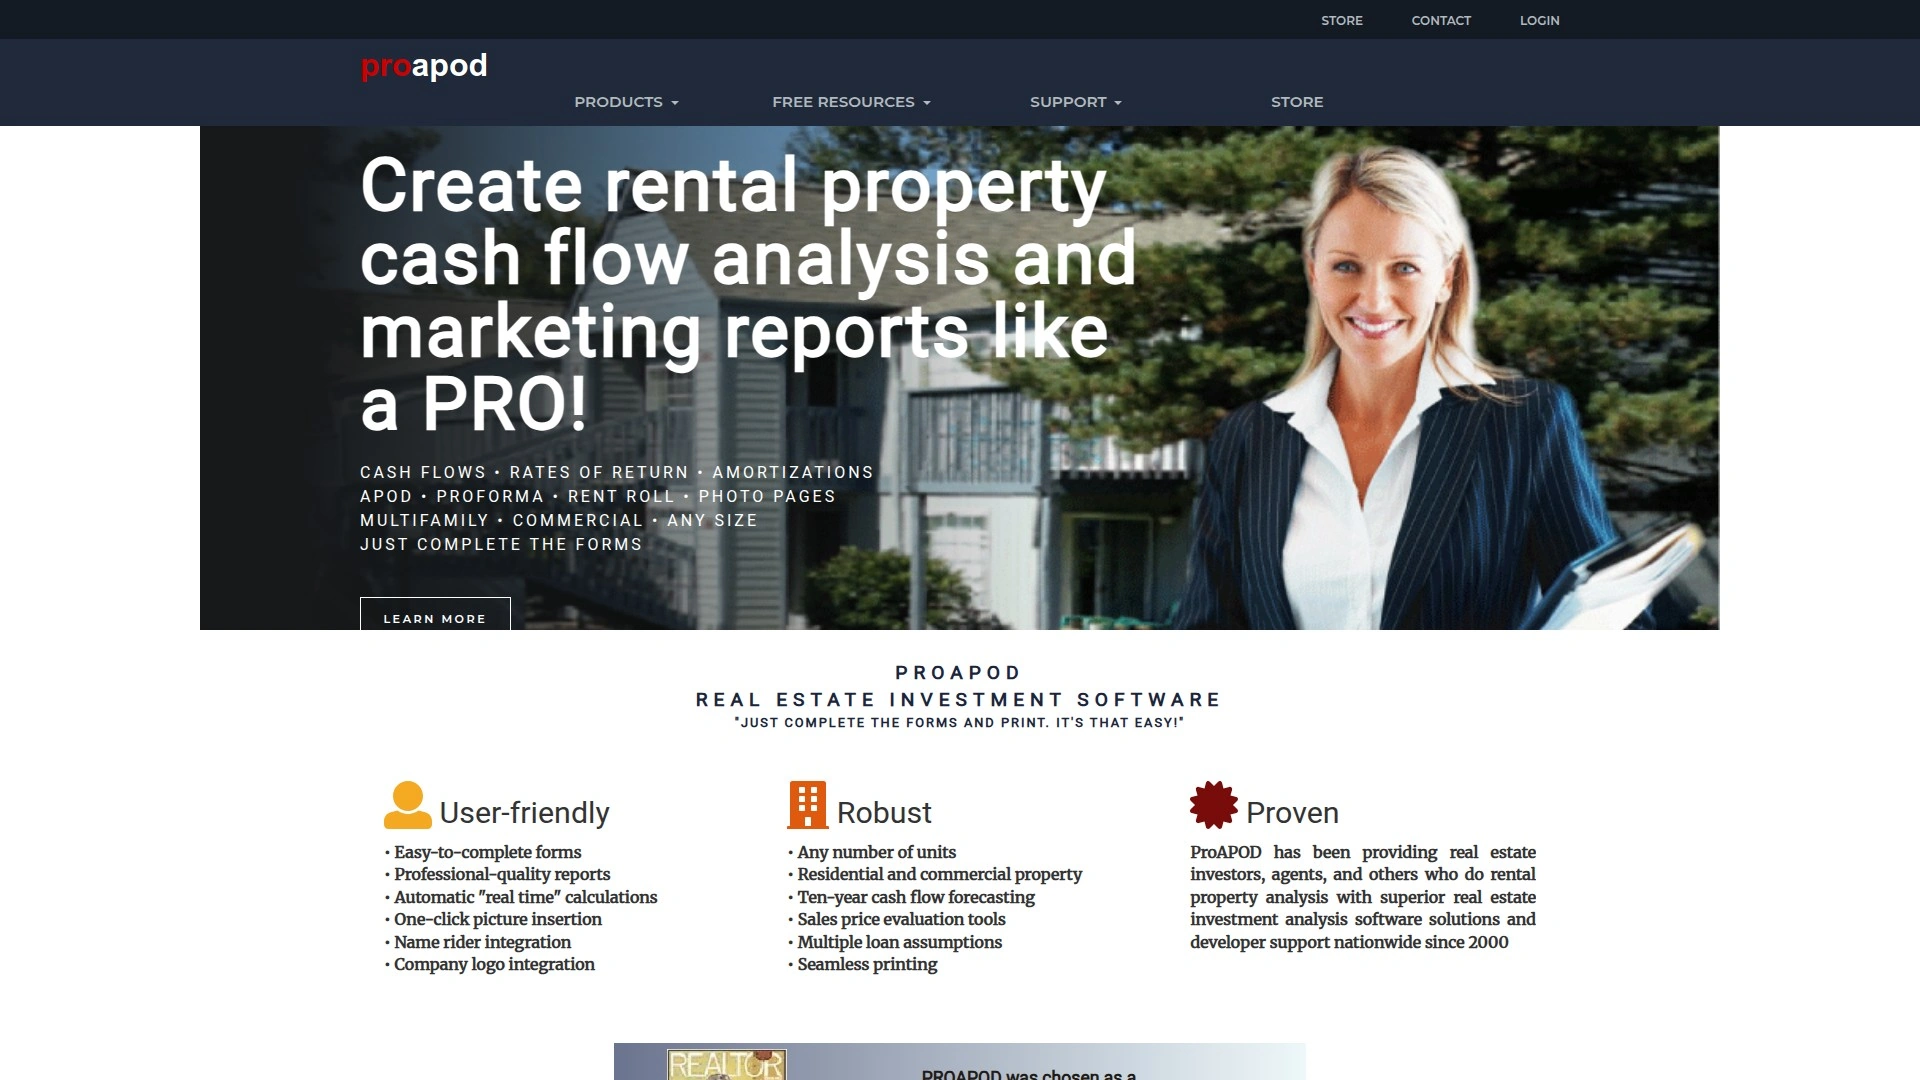 STORE CONTACT LOGIN
proapod
PRODUCTS FREE RESOURCES SUPPORT STORE
Create rental property
cash flow analysis and
marketing reports like
a PRO!
CASH FLOWS • RATES OF RETURN • AMORTIZATIONS
APOD • PROFORMA • RENT ROLL • PHOTO PAGES
MULTIFAMILY • COMMERCIAL • ANY SIZE
JUST COMPLETE THE FORMS
LEARN MORE
PROAPOD
REAL ESTATE INVESTMENT SOFTWARE
"JUST COMPLETE THE FORMS AND PRINT. IT'S THAT EASY!"
User-friendly
• Easy-to-complete forms
• Professional-quality reports
• Automatic "real time" calculations
• One-click picture insertion
• Name rider integration
• Company logo integration
Robust
• Any number of units
• Residential and commercial property
• Ten-year cash flow forecasting
• Sales price evaluation tools
• Multiple loan assumptions
• Seamless printing
Proven
ProAPOD has been providing real estate
investors, agents, and others who do rental
property analysis with superior real estate
investment analysis software solutions and
developer support nationwide since 2000
REALTOR
PROAPOD was chosen as a